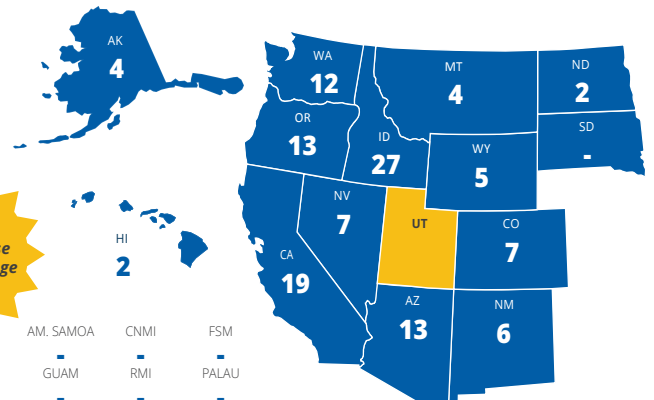 AK
4
WA
12
MT
4
ND
2
OR
13
ID
27
SD
-
WY
5
NV
7
UT
CO
7
HI
2
CA
19
AZ
13
NM
6
AM. SAMOA CNMI FSM
- - -
GUAM RMI PALAU
- - -